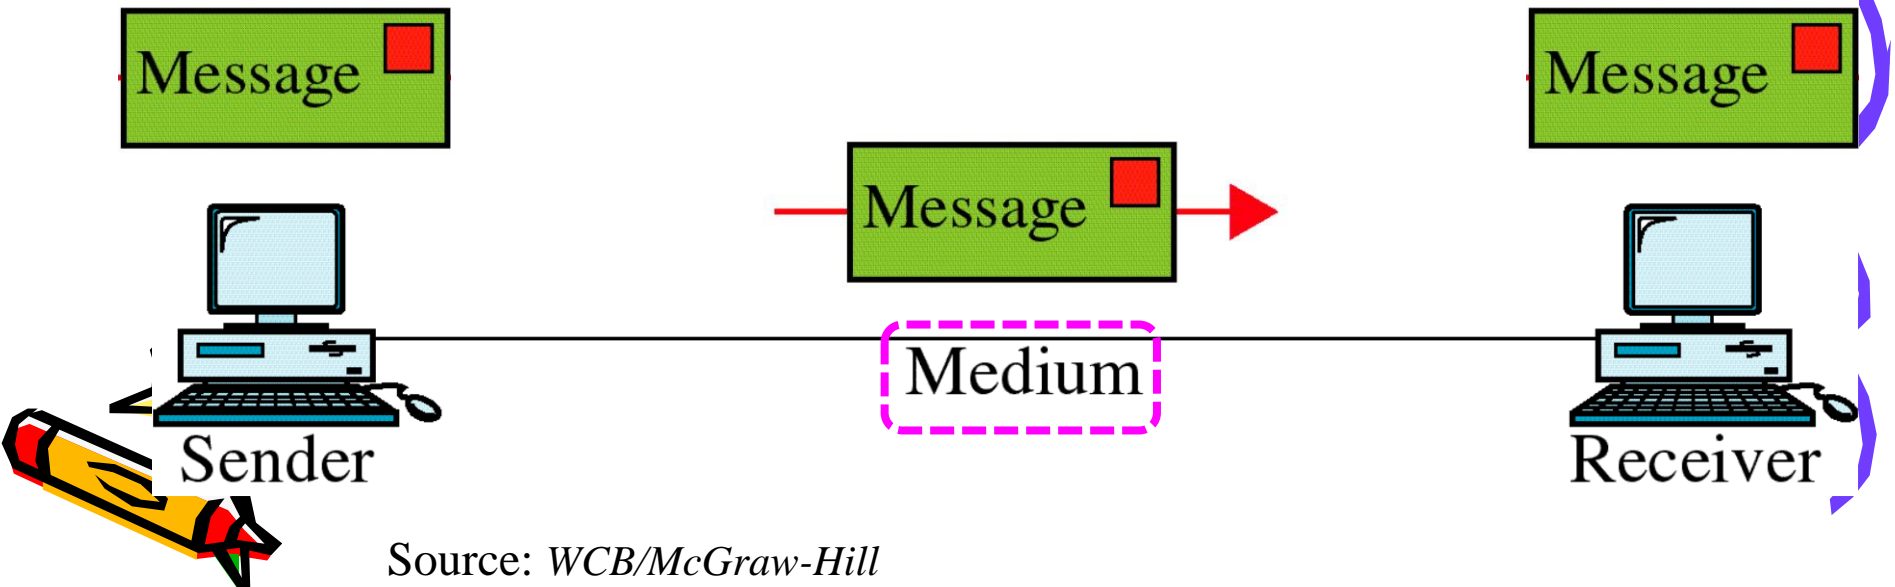 Message
Message
Message
Medium
Sender
Receiver
Source: WCB/McGraw-Hill